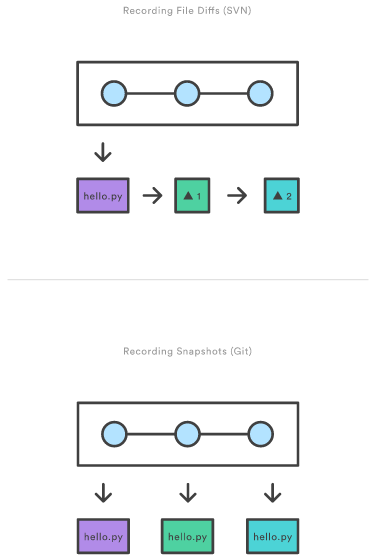 Recording File Diffs (SVN)
hello.py
▲ 1
▲ 2
Recording Snapshots (Git)
hello.py
hello.py
hello.py